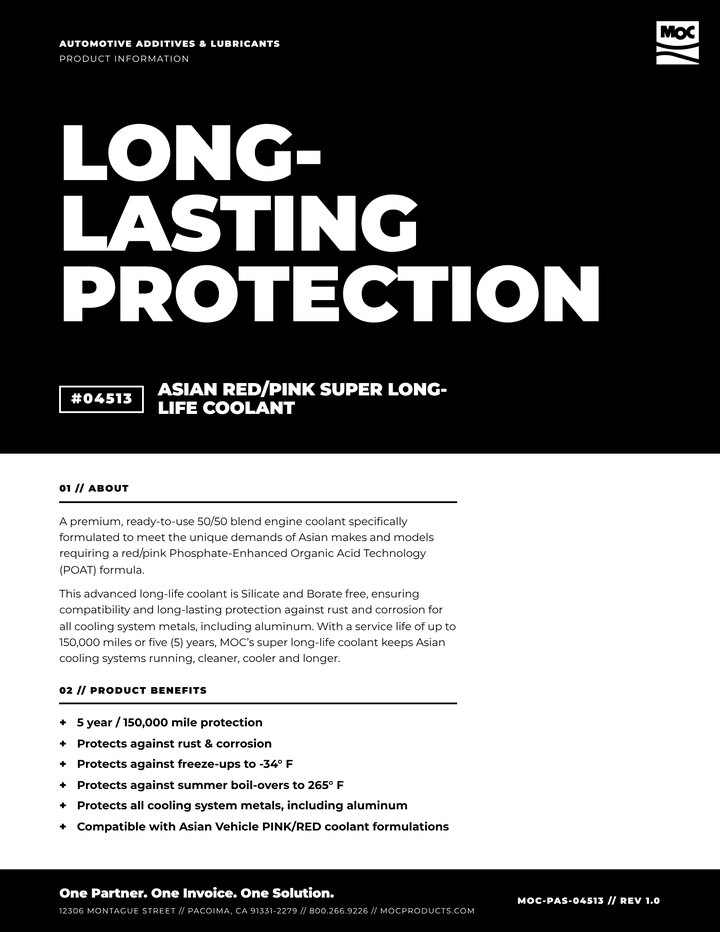 AUTOMOTIVE ADDITIVES & LUBRICANTS
PRODUCT INFORMATION
MOC
LONG-
LASTING
PROTECTION
#04513
ASIAN RED/PINK SUPER LONG-
LIFE COOLANT
01 // ABOUT
A premium, ready-to-use 50/50 blend engine coolant specifically
formulated to meet the unique demands of Asian makes and models
requiring a red/pink Phosphate-Enhanced Organic Acid Technology
(POAT) formula.
This advanced long-life coolant is Silicate and Borate free, ensuring
compatibility and long-lasting protection against rust and corrosion for
all cooling system metals, including aluminum. With a service life of up to
150,000 miles or five (5) years, MOC’s super long-life coolant keeps Asian
cooling systems running, cleaner, cooler and longer.
02 // PRODUCT BENEFITS
+ 5 year / 150,000 mile protection
+ Protects against rust & corrosion
+ Protects against freeze-ups to -34° F
+ Protects against summer boil-overs to 265° F
+ Protects all cooling system metals, including aluminum
+ Compatible with Asian Vehicle PINK/RED coolant formulations
One Partner. One Invoice. One Solution.
12306 MONTAGUE STREET // PACOIMA, CA 91331-2279 // 800.266.9226 // MOCPRODUCTS.COM
MOC-PAS-04513 // REV 1.0